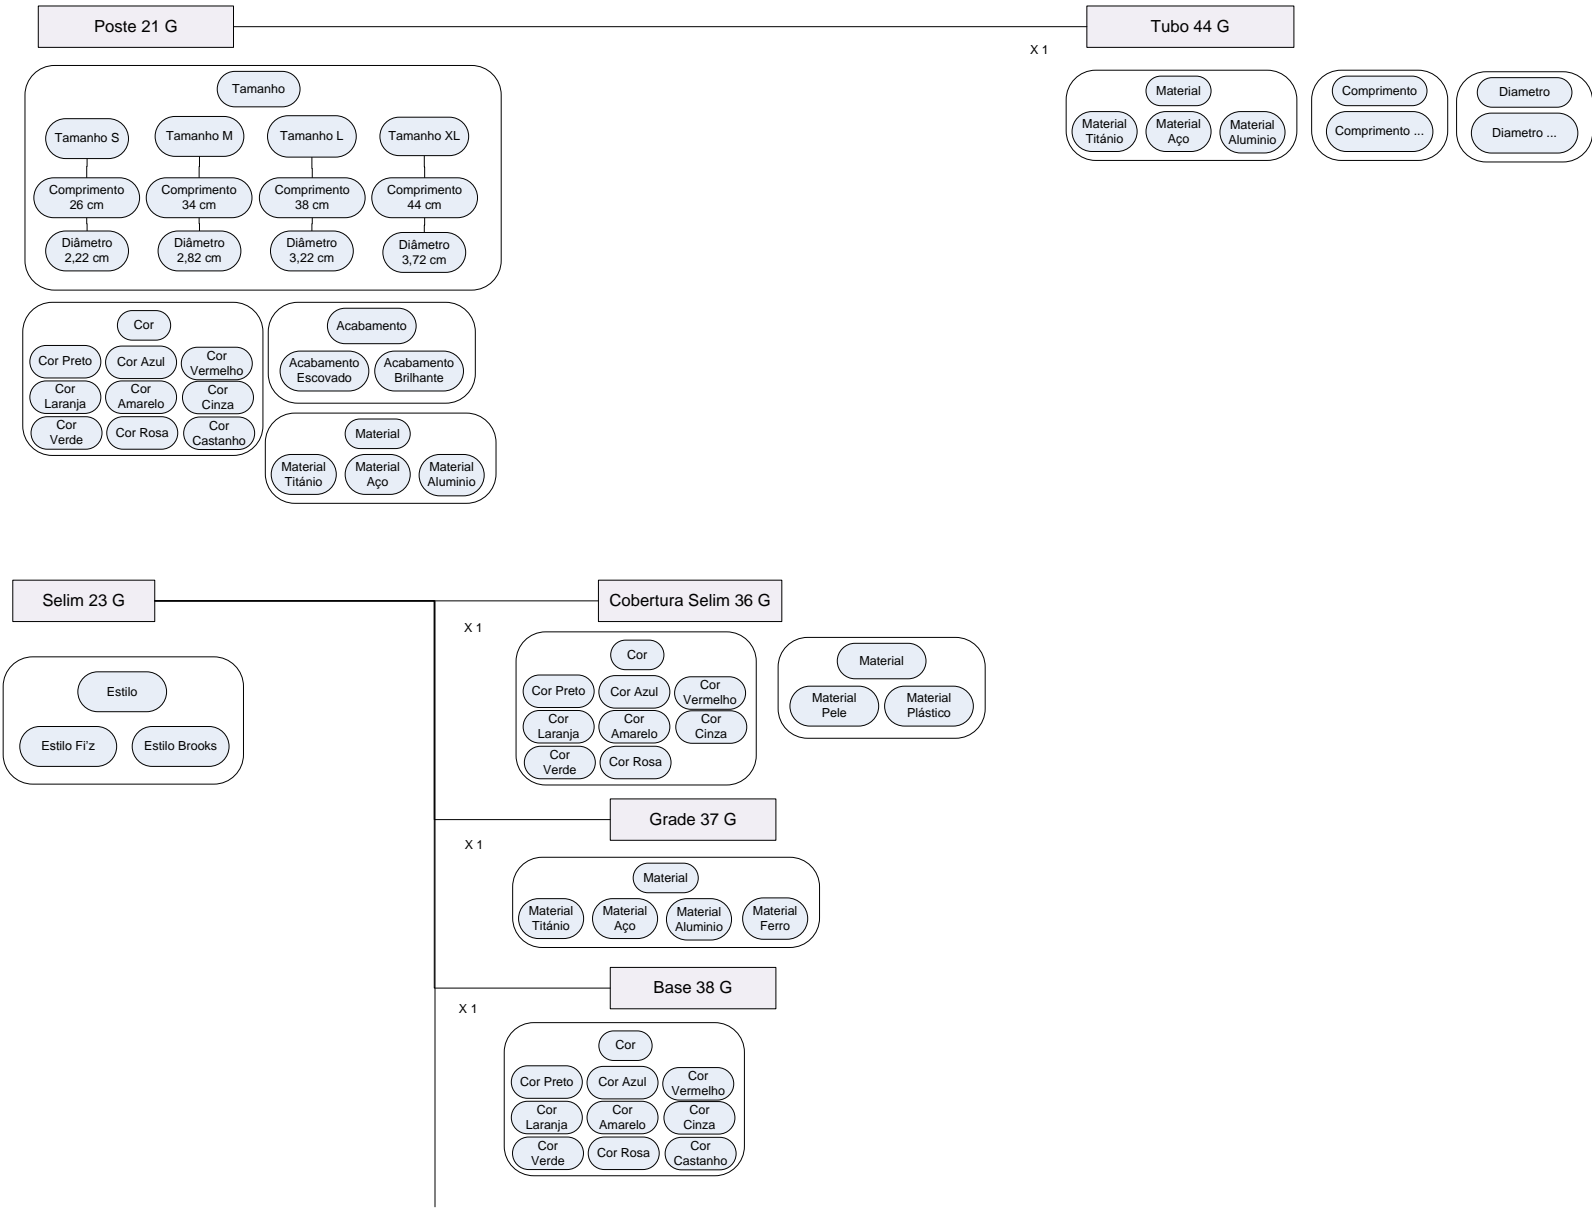 Poste 21 G
Tubo 44 G
X 1
Tamanho
Tamanho S
Tamanho M
Tamanho L
Tamanho XL
Comprimento
26 cm
Comprimento
34 cm
Comprimento
38 cm
Comprimento
44 cm
Diâmetro
2,22 cm
Diâmetro
2,82 cm
Diâmetro
3,22 cm
Diâmetro
3,72 cm
Material
Material
Titánio
Material
Aço
Material
Aluminio
Comprimento
Comprimento ...
Diametro
Diametro ...
Cor
Cor Preto
Cor Azul
Cor
Vermelho
Cor
Laranja
Cor
Amarelo
Cor
Cinza
Cor
Verde
Cor Rosa
Cor
Castanho
Acabamento
Acabamento
Escovado
Acabamento
Brilhante
Material
Material
Titánio
Material
Aço
Material
Aluminio
Selim 23 G
Estilo
Estilo Fi'z
Estilo Brooks
Cobertura Selim 36 G
X 1
Cor
Cor Preto
Cor Azul
Cor
Vermelho
Cor
Laranja
Cor
Amarelo
Cor
Cinza
Cor
Verde
Cor Rosa
Material
Material
Pele
Material
Plástico
Grade 37 G
X 1
Material
Material
Titánio
Material
Aço
Material
Aluminio
Material
Ferro
Base 38 G
X 1
Cor
Cor Preto
Cor Azul
Cor
Vermelho
Cor
Laranja
Cor
Amarelo
Cor
Cinza
Cor
Verde
Cor Rosa
Cor
Castanho